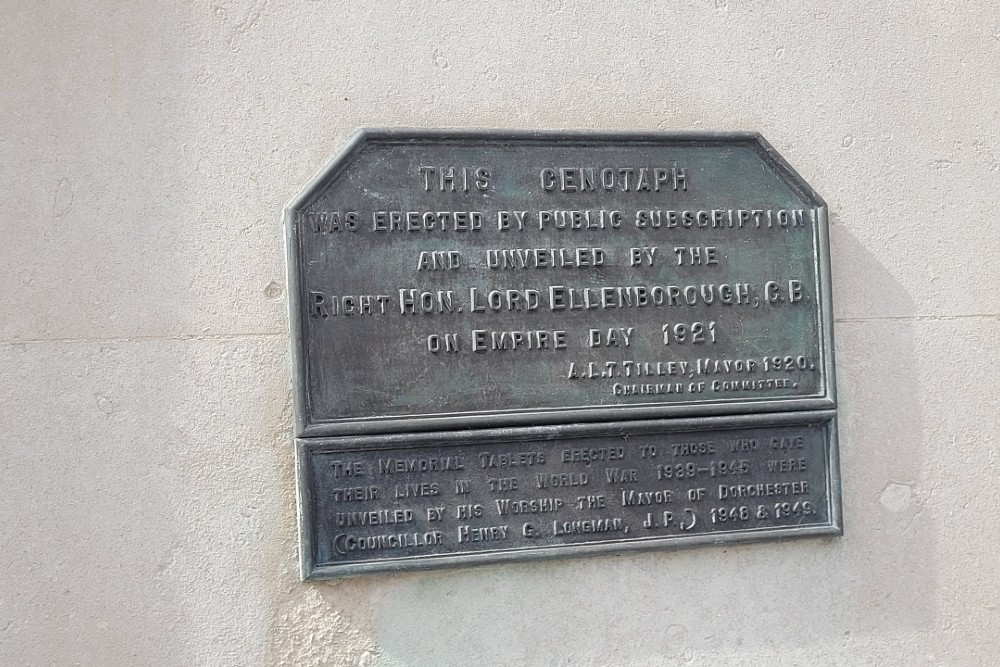 THIS CENOTAPH
WAS ERECTED BY PUBLIC SUBSCRIPTION
AND UNVEILED BY THE
RIGHT HON. LORD ELLENBOROUGH, C.B.
ON EMPIRE DAY 1921
A.L.T.TILLEY, MAYOR 1920.
CHAIRMAN OF COMMITTEE.
THE MEMORIAL TABLETS ERECTED TO THOSE WHO GAVE
THEIR LIVES IN THE WORLD WAR 1939–1945 WERE
UNVEILED BY HIS WORSHIP THE MAYOR OF DORCHESTER
(COUNCILLOR HENRY G. LONGMAN, J.P.,) 1948 & 1949.